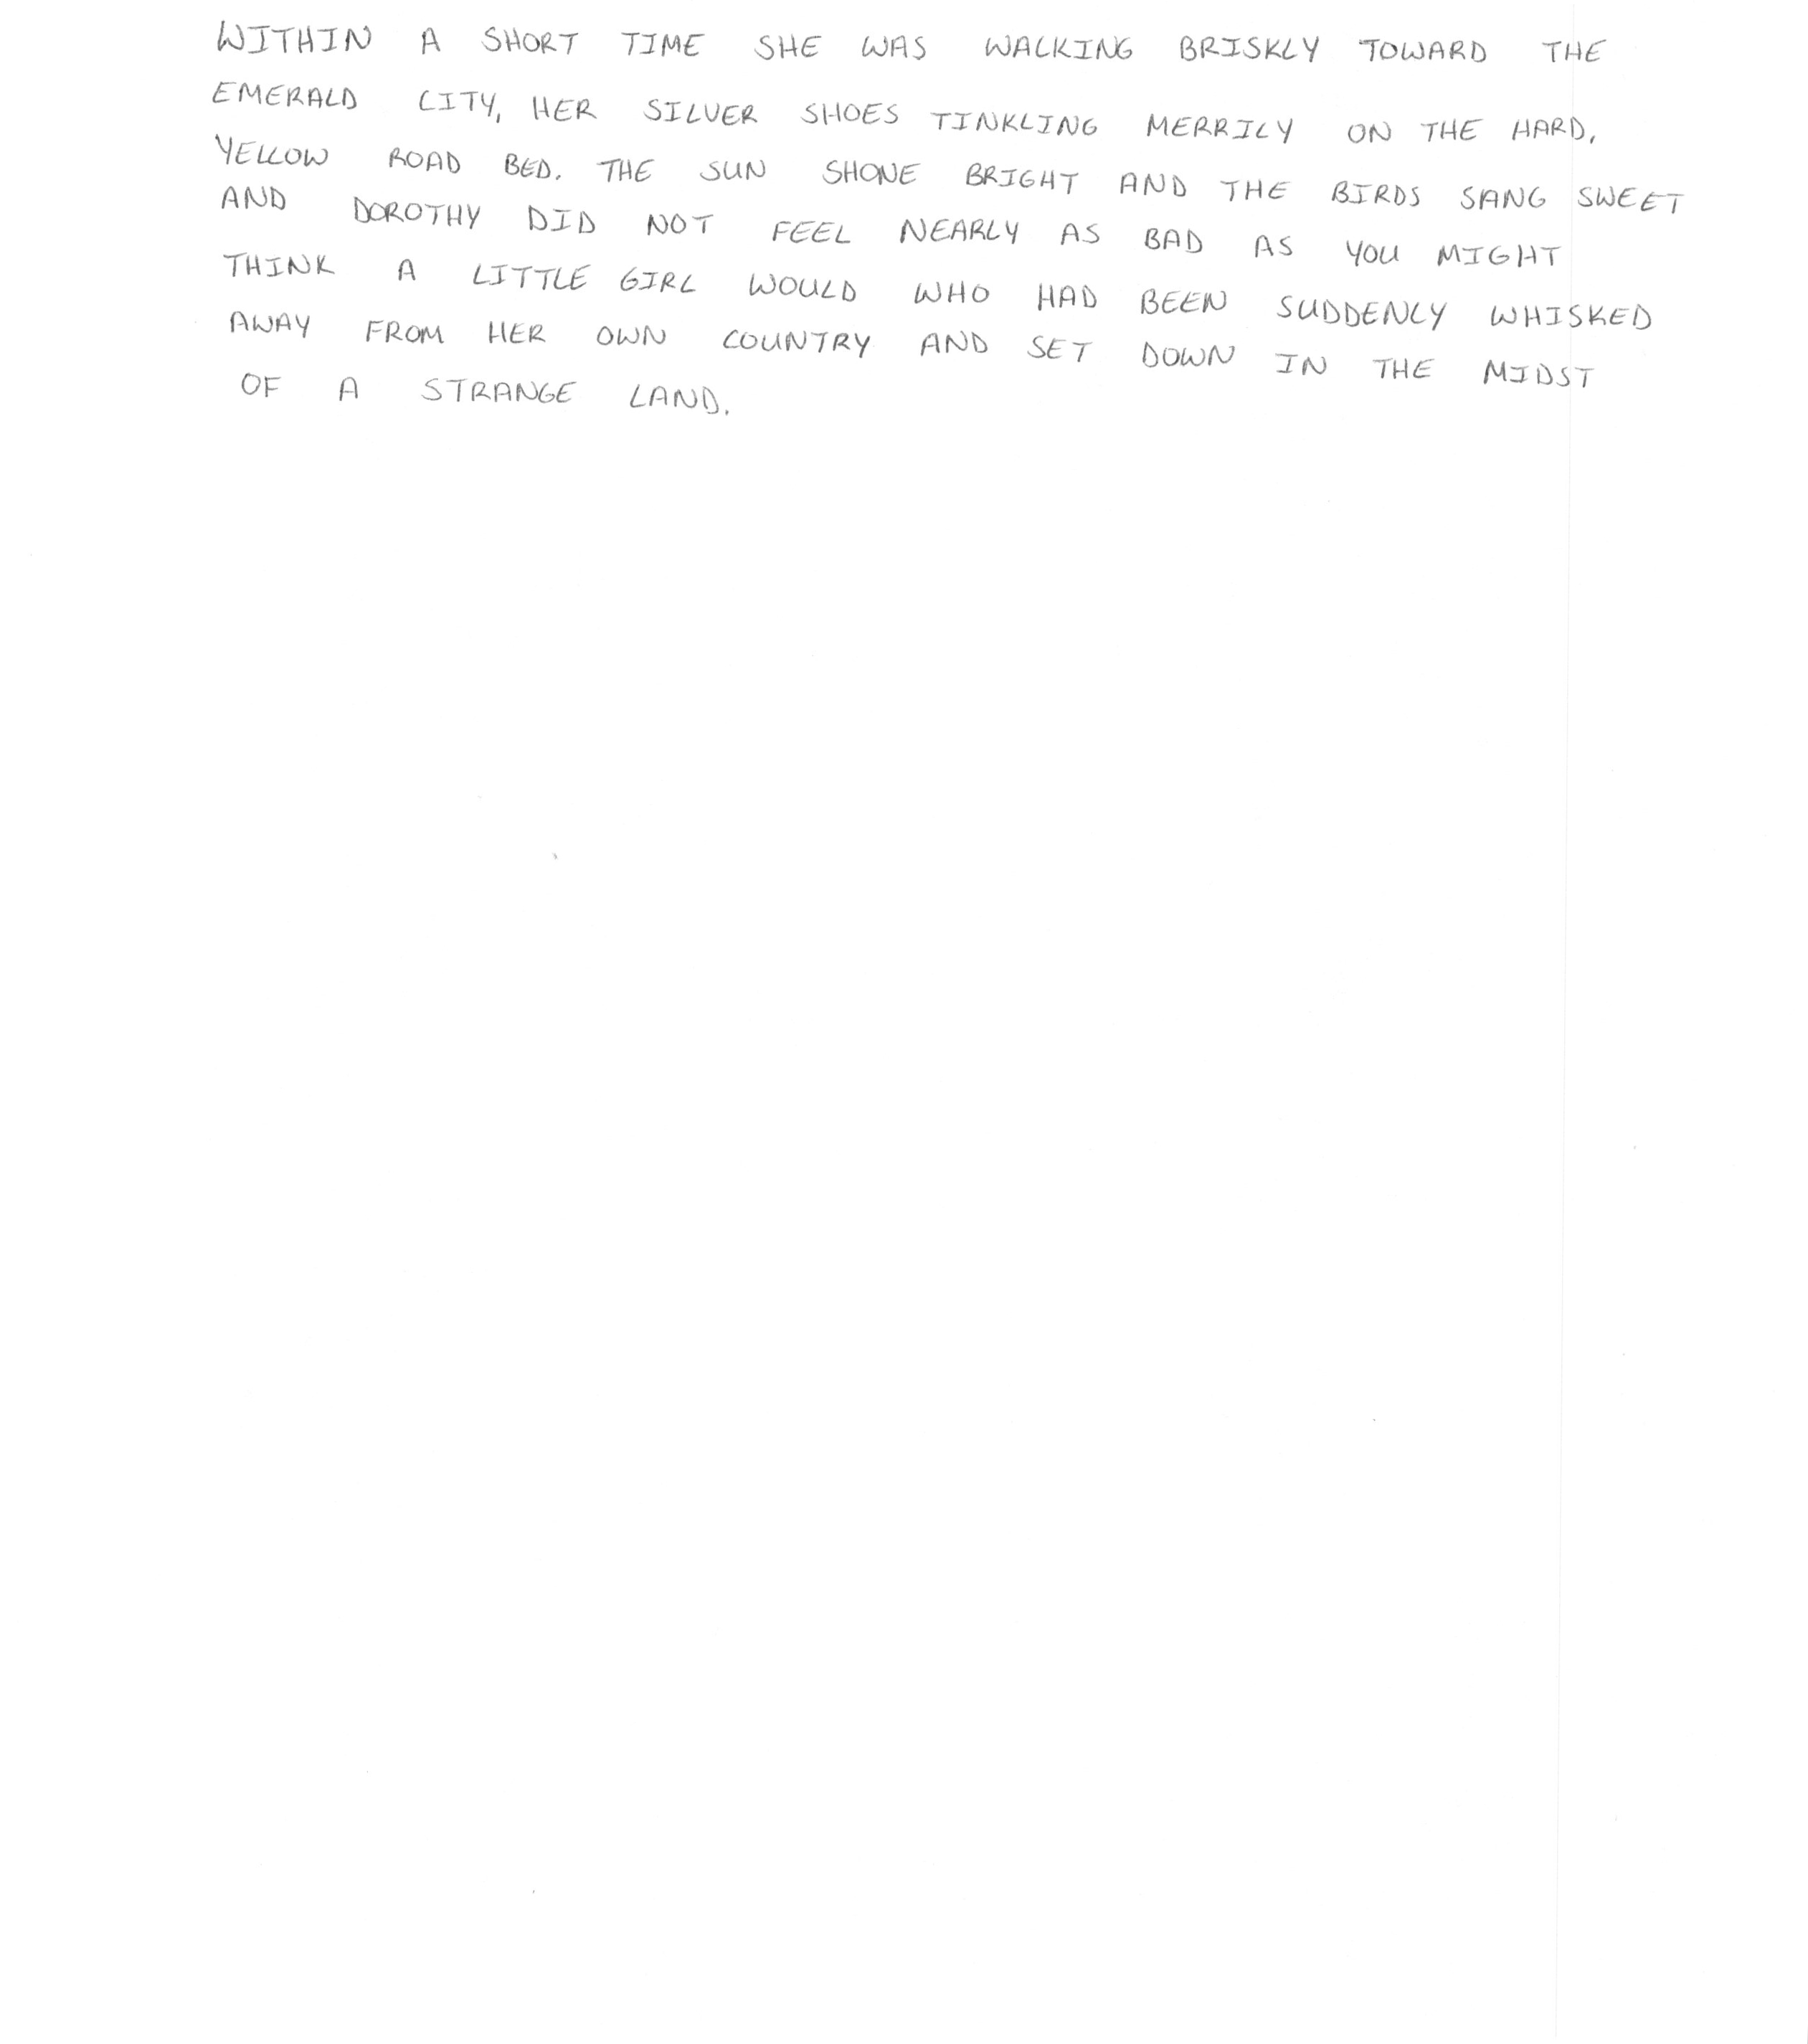 WITHIN A SHORT TIME SHE WAS WALKING BRISKLY TOWARD THE
EMERALD CITY, HER SILVER SHOES TINKLING MERRILY ON THE HARD,
YELLOW ROAD BED. THE SUN SHONE BRIGHT AND THE BIRDS SANG SWEET
AND DOROTHY DID NOT FEEL NEARLY AS BAD AS YOU MIGHT
THINK A LITTLE GIRL WOULD WHO HAD BEEN SUDDENLY WHISKED
AWAY FROM HER OWN COUNTRY AND SET DOWN IN THE MIDST
OF A STRANGE LAND.